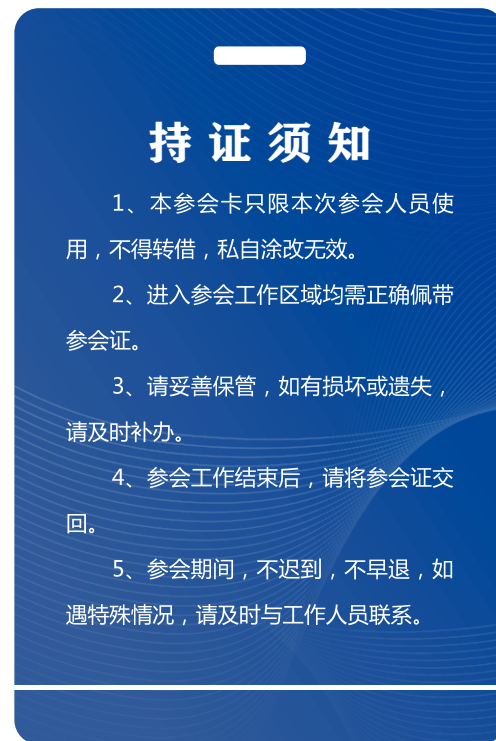 持证须知
1、本参会卡只限本次参会人员使
用，不得转借，私自涂改无效。
2、进入参会工作区域均需正确佩带
参会证。
3、请妥善保管，如有损坏或遗失，
请及时补办。
4、参会工作结束后，请将参会证交
回。
5、参会期间，不迟到，不早退，如
遇特殊情况，请及时与工作人员联系。